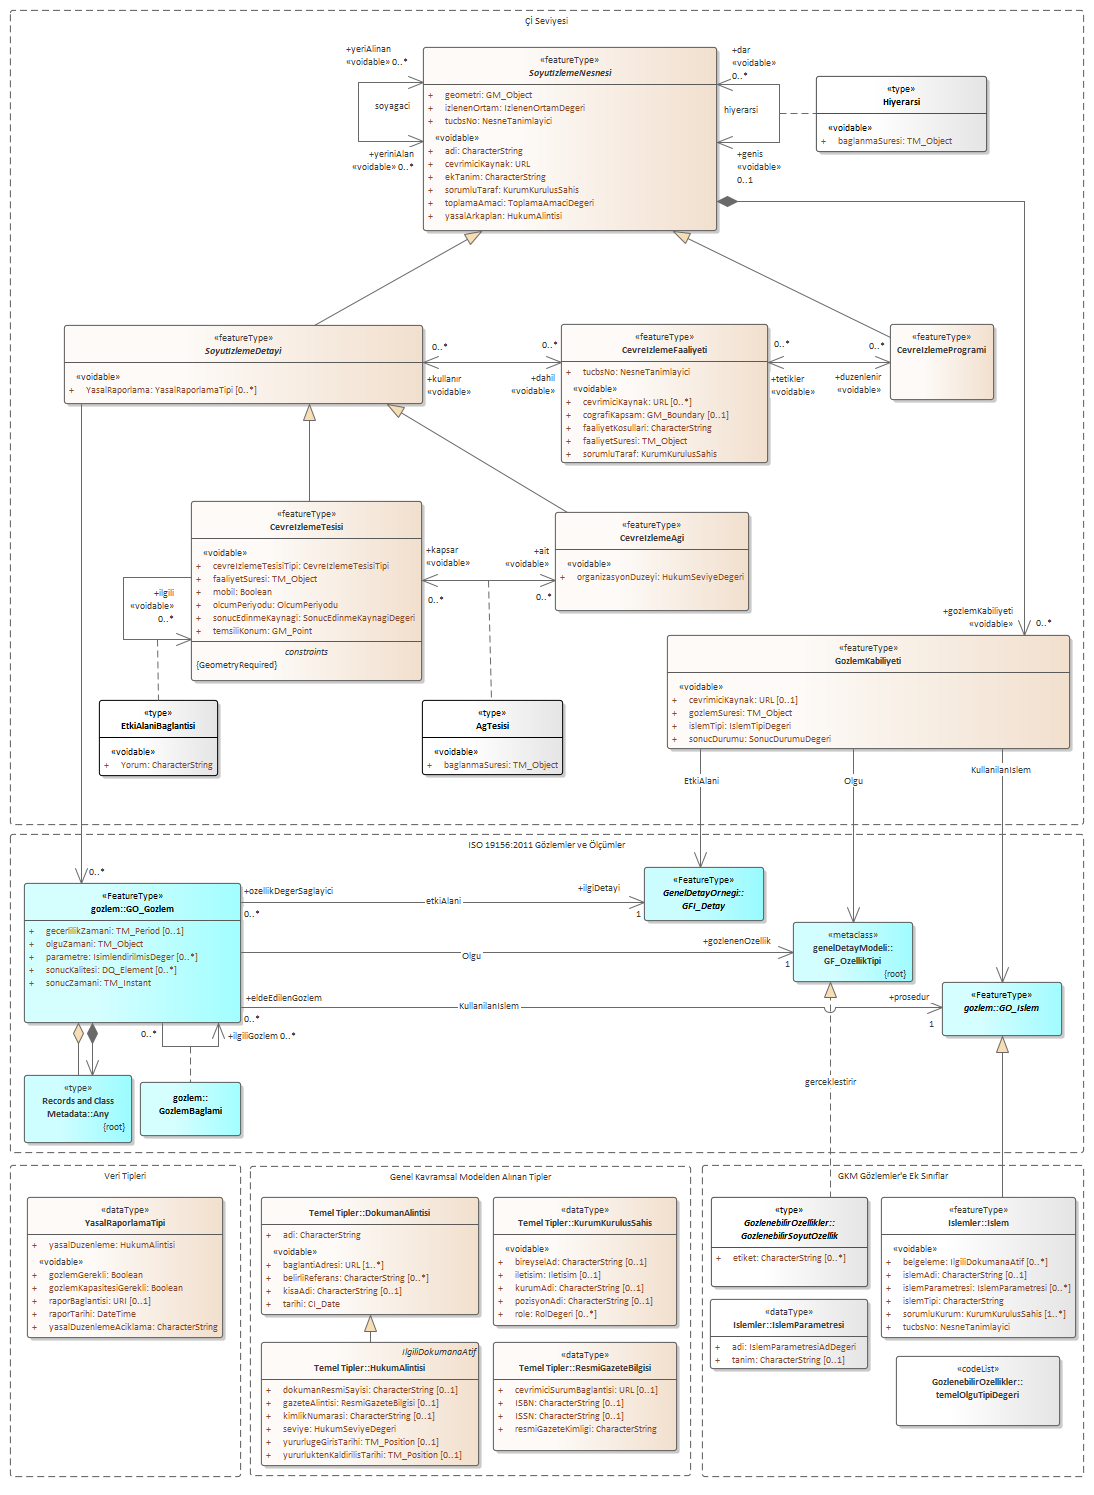 Çİ Seviyesi
+yeriAlinan
«voidable» 0..*
soyagaci
+yeriniAlan
«voidable» 0..*
«featureType»
SoyutIzlemeNesnesi
+ geometri: GM_Object
+ izlenenOrtam: IzlenenOrtamDegeri
+ tucbsNo: NesneTanimlayici
«voidable»
+ adi: CharacterString
+ cevrimiciKaynak: URL
+ ekTanim: CharacterString
+ sorumluTaraf: KurumKurulusSahis
+ toplamaAmaci: ToplamaAmaciDegeri
+ yasalArkaplan: HukumAlintisi
+dar
«voidable»
0..*
hiyerarsi
+genis
«voidable»
0..1
«type»
Hiyerarsi
«voidable»
+ baglanmaSuresi: TM_Object
«featureType»
SoyutIzlemeDetayi
«voidable»
+ YasalRaporlama: YasalRaporlamaTipi [0..*]
0..*
+kullanır
«voidable»
0..*
+dahil
«voidable»
«featureType»
CevreIzlemeFaaliyeti
+ tucbsNo: NesneTanimlayici
«voidable»
+ cevrimiciKaynak: URL [0..*]
+ cografiKapsam: GM_Boundary [0..1]
+ faaliyetKosullari: CharacterString
+ faaliyetSuresi: TM_Object
+ sorumluTaraf: KurumKurulusSahis
0..*
+tetikler
«voidable»
0..*
+duzenlenir
«voidable»
«featureType»
CevreIzlemeProgrami
«featureType»
CevreIzlemeTesisi
«voidable»
+ cevreIzlemeTesisiTipi: CevreIzlemeTesisiTipi
+ faaliyetSuresi: TM_Object
+ mobil: Boolean
+ olcumPeriyodu: OlcumPeriyodu
+ sonucEdinmeKaynagi: SonucEdinmeKaynagiDegeri
+ temsiliKonum: GM_Point
constraints
{GeometryRequired}
+ilgili
«voidable»
0..*
+kapsar
«voidable»
0..*
+ait
«voidable»
0..*
«featureType»
CevreIzlemeAgi
«voidable»
+ organizasyonDuzeyi: HukumSeviyeDegeri
«type»
EtkiAlaniBaglantisi
«voidable»
+ Yorum: CharacterString
«type»
AgTesisi
«voidable»
+ baglanmaSuresi: TM_Object
+gozlemKabiliyeti
«voidable»
0..*
«featureType»
GozlemKabiliyeti
«voidable»
+ cevrimiciKaynak: URL [0..1]
+ gozlemSuresi: TM_Object
+ islemTipi: IslemTipiDegeri
+ sonucDurumu: SonucDurumuDegeri
EtkiAlani
Olgu
KullanilanIslem
ISO 19156:2011 Gözlemler ve Ölçümler
0..*
«FeatureType»
gozlem::GO_Gozlem
+ gecerlilikZamani: TM_Period [0..1]
+ olguZamani: TM_Object
+ parametre: IsimlendirilmisDeger [0..*]
+ sonucKalitesi: DQ_Element [0..*]
+ sonucZamani: TM_Instant
+ozellikDegerSaglayici
0..*
etkiAlani
+ilgiDetayi
1
«FeatureType»
GenelDetayOrnegi::
GFI_Detay
Olgu
+gozlenenOzellik
1
«metaclass»
genelDetayModeli::
GF_OzellikTipi
{root}
+eldeEdilenGozlem
0..*
KullanilanIslem
+prosedur
1
«FeatureType»
gozlem::GO_Islem
0..*
+ilgiliGozlem 0..*
«type»
Records and Class
Metadata::Any
{root}
gozlem::
GozlemBaglami
gerceklestirir
Veri Tipleri
«dataType»
YasalRaporlamaTipi
+ yasalDuzenleme: HukumAlintisi
«voidable»
+ gozlemGerekli: Boolean
+ gozlemKapasitesiGerekli: Boolean
+ raporBaglantisi: URI [0..1]
+ raporTarihi: DateTime
+ yasalDuzenlemeAciklama: CharacterString
Genel Kavramsal Modelden Alınan Tipler
Temel Tipler::DokumanAlintisi
+ adi: CharacterString
«voidable»
+ baglantiAdresi: URL [1..*]
+ belirliReferans: CharacterString [0..*]
+ kisaAdi: CharacterString [0..1]
+ tarihi: CI_Date
«dataType»
Temel Tipler::KurumKurulusSahis
«voidable»
+ bireyselAd: CharacterString [0..1]
+ iletisim: Iletisim [0..1]
+ kurumAdi: CharacterString [0..1]
+ pozisyonAdi: CharacterString [0..1]
+ role: RolDegeri [0..*]
IlgiliDokumanaAtif
Temel Tipler::HukumAlintisi
+ dokumanResmiSayisi: CharacterString [0..1]
+ gazeteAlintisi: ResmiGazeteBilgisi [0..1]
+ kimlikNumarasi: CharacterString [0..1]
+ seviye: HukumSeviyeDegeri
+ yururlugeGirisTarihi: TM_Position [0..1]
+ yururluktenKaldirilisTarihi: TM_Position [0..1]
«dataType»
Temel Tipler::ResmiGazeteBilgisi
+ cevrimiciSurumBaglantisi: URL [0..1]
+ ISBN: CharacterString [0..1]
+ ISSN: CharacterString [0..1]
+ resmiGazeteKimligi: CharacterString
GKM Gözlemler'e Ek Sınıflar
«type»
GozlenebilirOzellikler::
GozlenebilirSoyutOzellik
+ etiket: CharacterString [0..*]
«featureType»
Islemler::Islem
«voidable»
+ belgeleme: IlgiliDokumanaAtif [0..*]
+ islemAdi: CharacterString [0..1]
+ islemParametresi: IslemParametresi [0..*]
+ islemTipi: CharacterString
+ sorumluKurum: KurumKurulusSahis [1..*]
+ tucbsNo: NesneTanimlayici
«dataType»
Islemler::IslemParametresi
+ adi: IslemParametresiAdDegeri
+ tanim: CharacterString [0..1]
«codeList»
GozlenebilirOzellikler::
temelOlguTipiDegeri